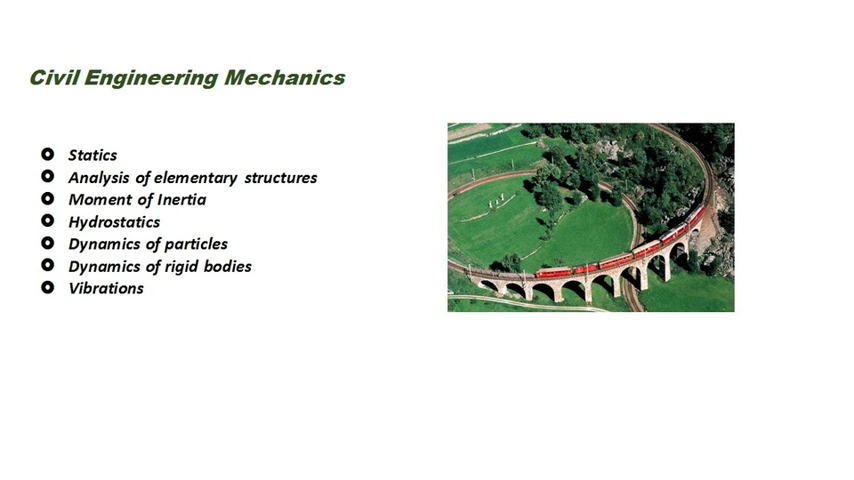 Civil Engineering Mechanics
Statics
Analysis of elementary structures
Moment of Inertia
Hydrostatics
Dynamics of particles
Dynamics of rigid bodies
Vibrations